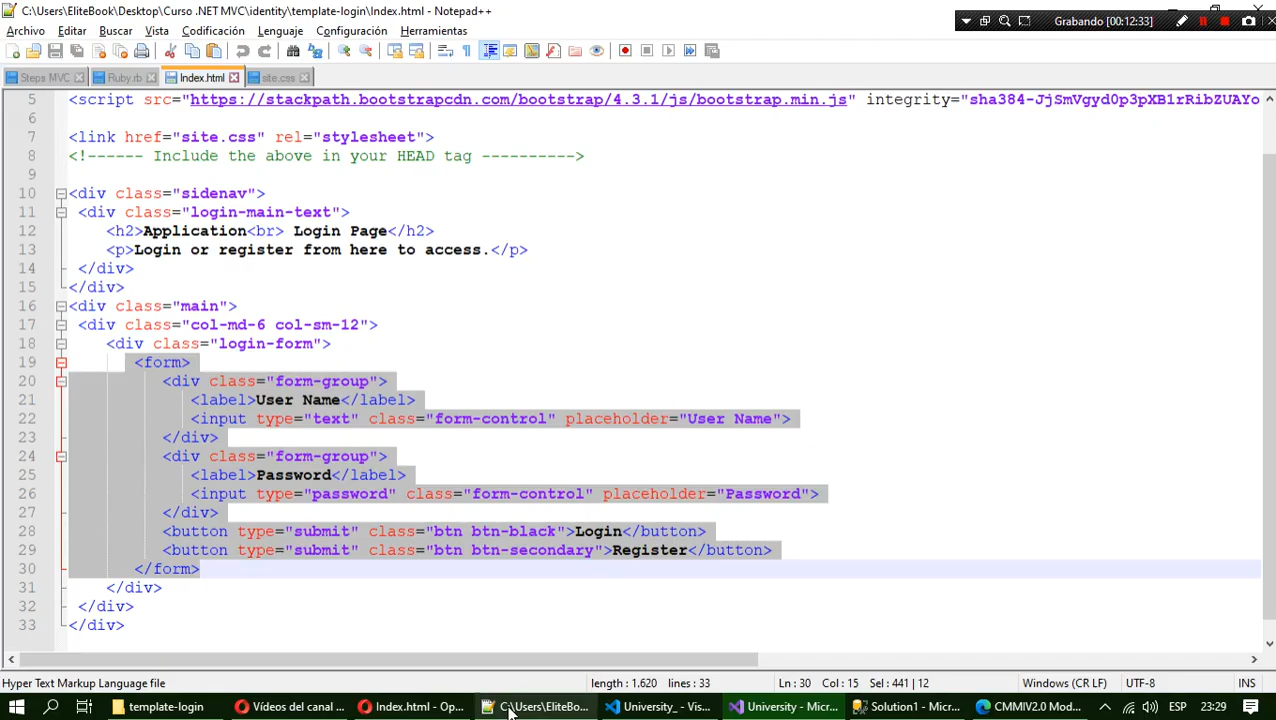 C:\Users\EliteBook\Desktop\Curso .NET MVC\identity\template-login\Index.html - Notepad++
Grabando [00:12:33]
Archivo Editar Buscar Vista Codificación Lenguaje Configuración Herramientas
Steps MVC Ruby.rb Index.html site.css
5 <script src="https://stackpath.bootstrapcdn.com/bootstrap/4.3.1/js/bootstrap.min.js" integrity="sha384-JjSmVgyd0p3pXB1rRibZUAYo
6
7 <link href="site.css" rel="stylesheet">
8 <!------ Include the above in your HEAD tag ---------->
9
10 <div class="sidenav">
11 <div class="login-main-text">
12 <h2>Application<br> Login Page</h2>
13 <p>Login or register from here to access.</p>
14 </div>
15 </div>
16 <div class="main">
17 <div class="col-md-6 col-sm-12">
18 <div class="login-form">
19 <form>
20 <div class="form-group">
21 <label>User Name</label>
22 <input type="text" class="form-control" placeholder="User Name">
23 </div>
24 <div class="form-group">
25 <label>Password</label>
26 <input type="password" class="form-control" placeholder="Password">
27 </div>
28 <button type="submit" class="btn btn-black">Login</button>
29 <button type="submit" class="btn btn-secondary">Register</button>
30 </form>
31 </div>
32 </div>
33 </div>
Hyper Text Markup Language file length : 1.620 lines : 33 Ln : 30 Col : 15 Sel : 441 | 12 Windows (CR LF) UTF-8 INS
template-login Vídeos del canal ... Index.html - Op... C:\Users\EliteBo... University_ - Vis... University - Micr... Solution1 - Micr... CMMIV2.0 Mod... ESP 23:29